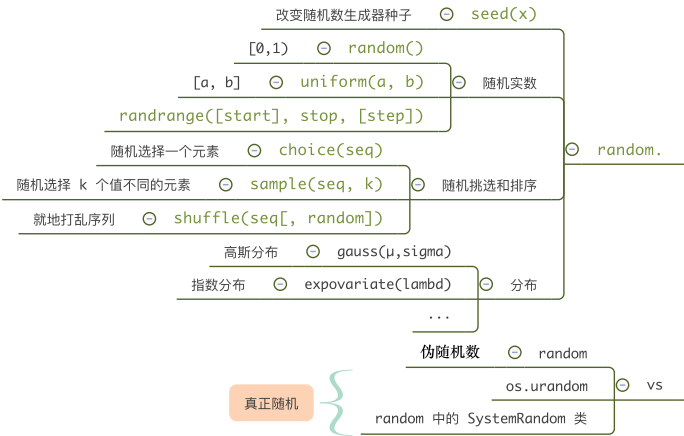 改变随机数生成器种子 seed(x)
[0,1) random()
[a, b] uniform(a, b) 随机实数
randrange([start], stop, [step])
随机选择一个元素 choice(seq) random.
随机选择 k 个值不同的元素 sample(seq, k) 随机挑选和排序
就地打乱序列 shuffle(seq[, random])
高斯分布 gauss(μ,sigma)
指数分布 expovariate(lambd) 分布
...
伪随机数 random
os.urandom vs
真正随机
random 中的 SystemRandom 类